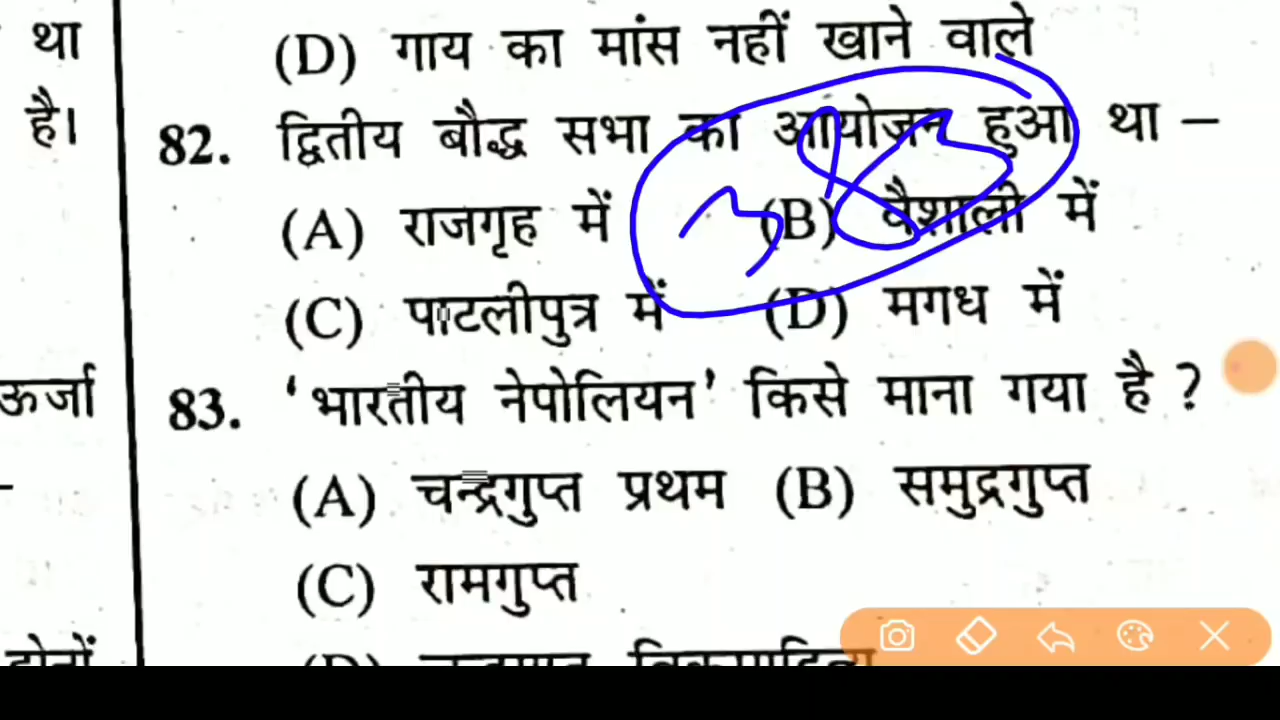 था
(D) गाय का मांस नहीं खाने वाले
है।
82. द्वितीय बौद्ध सभा का आयोजन हुआ था –
(A) राजगृह में (B) वैशाली में
(C) पाटलीपुत्र में (D) मगध में
ऊर्जा
83. ‘भारतीय नेपोलियन’ किसे माना गया है ?
–
(A) चन्द्रगुप्त प्रथम (B) समुद्रगुप्त
(C) रामगुप्त